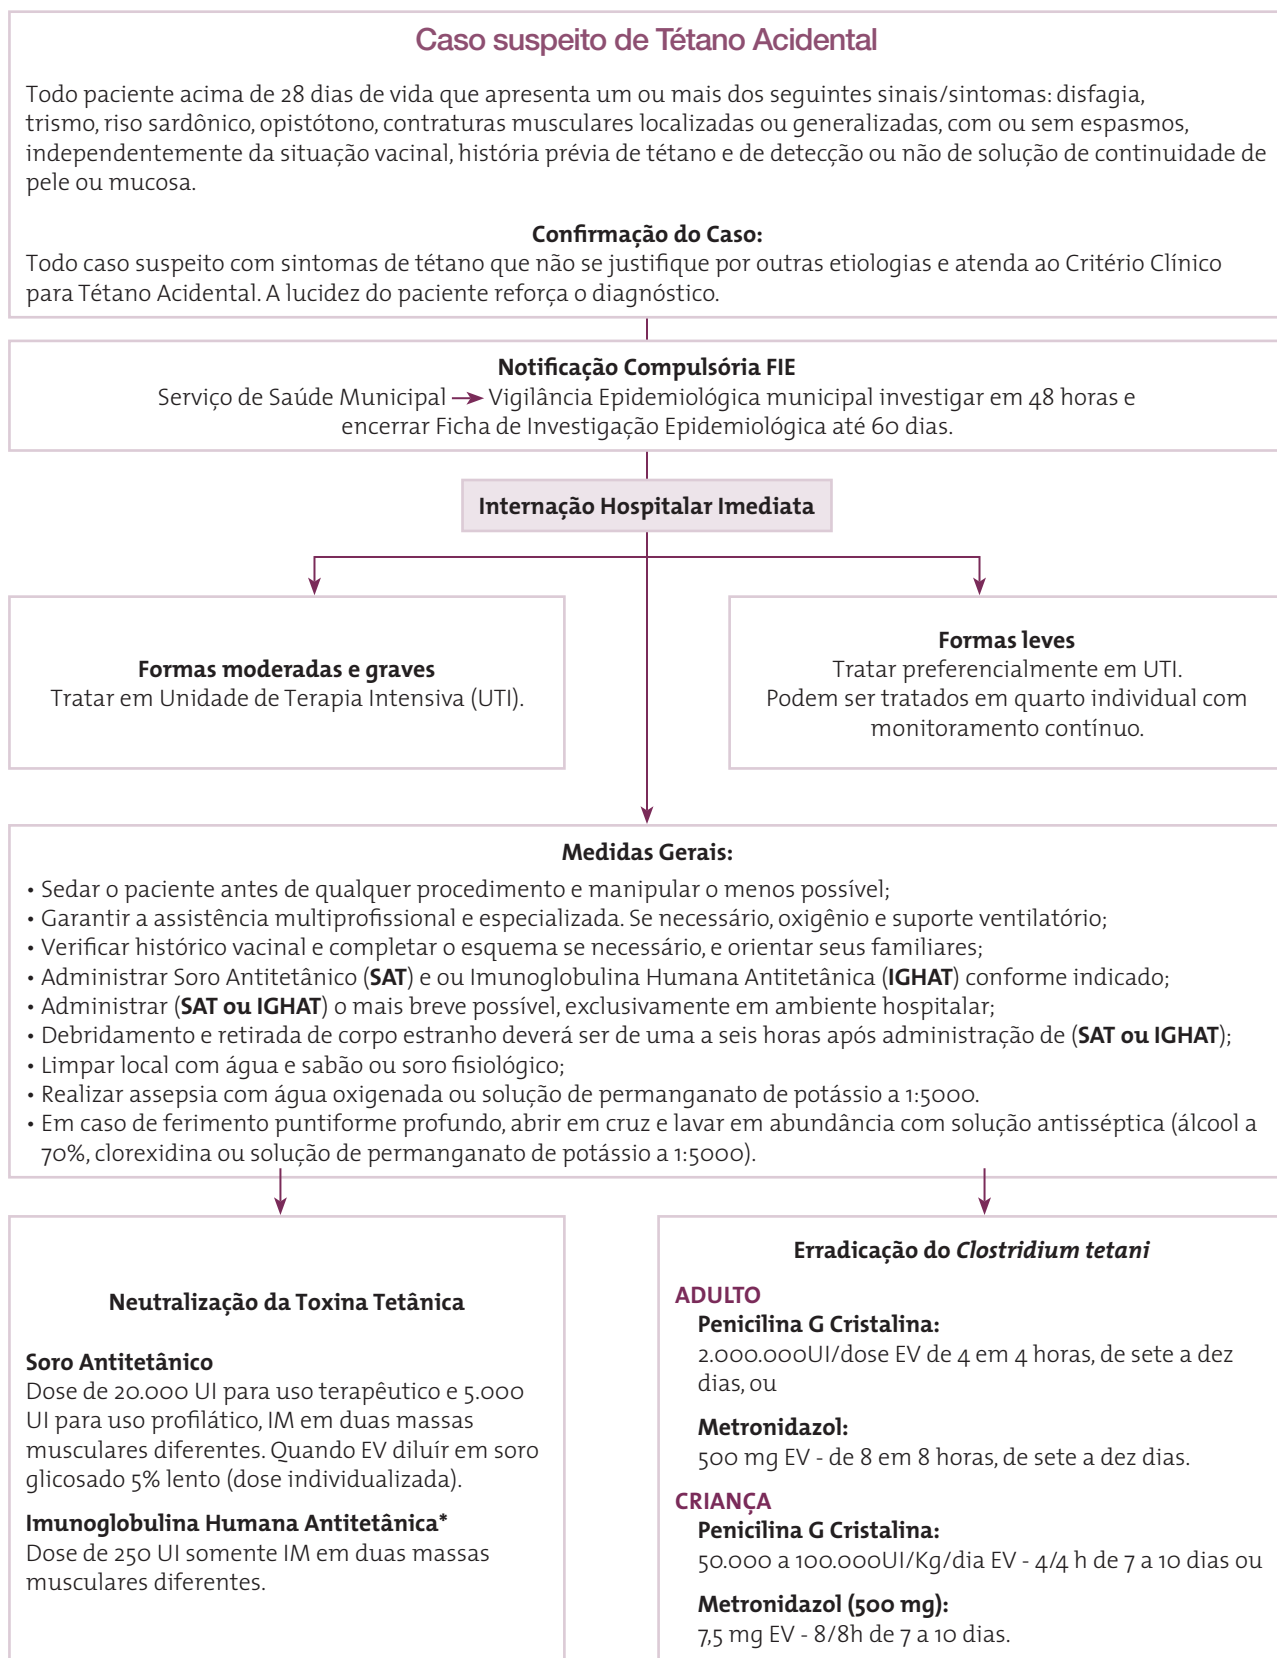 Caso suspeito de Tétano Acidental
Todo paciente acima de 28 dias de vida que apresenta um ou mais dos seguintes sinais/sintomas: disfagia,
trismo, riso sardônico, opistótono, contraturas musculares localizadas ou generalizadas, com ou sem espasmos,
independentemente da situação vacinal, história prévia de tétano e de detecção ou não de solução de continuidade de
pele ou mucosa.
Confirmação do Caso:
Todo caso suspeito com sintomas de tétano que não se justifique por outras etiologias e atenda ao Critério Clínico
para Tétano Acidental. A lucidez do paciente reforça o diagnóstico.
Notificação Compulsória FIE
Serviço de Saúde Municipal → Vigilância Epidemiológica municipal investigar em 48 horas e
encerrar Ficha de Investigação Epidemiológica até 60 dias.
Internação Hospitalar Imediata
Formas moderadas e graves
Tratar em Unidade de Terapia Intensiva (UTI).
Formas leves
Tratar preferencialmente em UTI.
Podem ser tratados em quarto individual com
monitoramento contínuo.
Medidas Gerais:
• Sedar o paciente antes de qualquer procedimento e manipular o menos possível;
• Garantir a assistência multiprofissional e especializada. Se necessário, oxigênio e suporte ventilatório;
• Verificar histórico vacinal e completar o esquema se necessário, e orientar seus familiares;
• Administrar Soro Antitetânico (SAT) e ou Imunoglobulina Humana Antitetânica (IGHAT) conforme indicado;
• Administrar (SAT ou IGHAT) o mais breve possível, exclusivamente em ambiente hospitalar;
• Debridamento e retirada de corpo estranho deverá ser de uma a seis horas após administração de (SAT ou IGHAT);
• Limpar local com água e sabão ou soro fisiológico;
• Realizar assepsia com água oxigenada ou solução de permanganato de potássio a 1:5000.
• Em caso de ferimento puntiforme profundo, abrir em cruz e lavar em abundância com solução antisséptica (álcool a
70%, clorexidina ou solução de permanganato de potássio a 1:5000).
Neutralização da Toxina Tetânica
Soro Antitetânico
Dose de 20.000 UI para uso terapêutico e 5.000
UI para uso profilático, IM em duas massas
musculares diferentes. Quando EV diluír em soro
glicosado 5% lento (dose individualizada).
Imunoglobulina Humana Antitetânica*
Dose de 250 UI somente IM em duas massas
musculares diferentes.
Erradicação do Clostridium tetani
ADULTO
Penicilina G Cristalina:
2.000.000UI/dose EV de 4 em 4 horas, de sete a dez
dias, ou
Metronidazol:
500 mg EV - de 8 em 8 horas, de sete a dez dias.
CRIANÇA
Penicilina G Cristalina:
50.000 a 100.000UI/Kg/dia EV - 4/4 h de 7 a 10 dias ou
Metronidazol (500 mg):
7,5 mg EV - 8/8h de 7 a 10 dias.